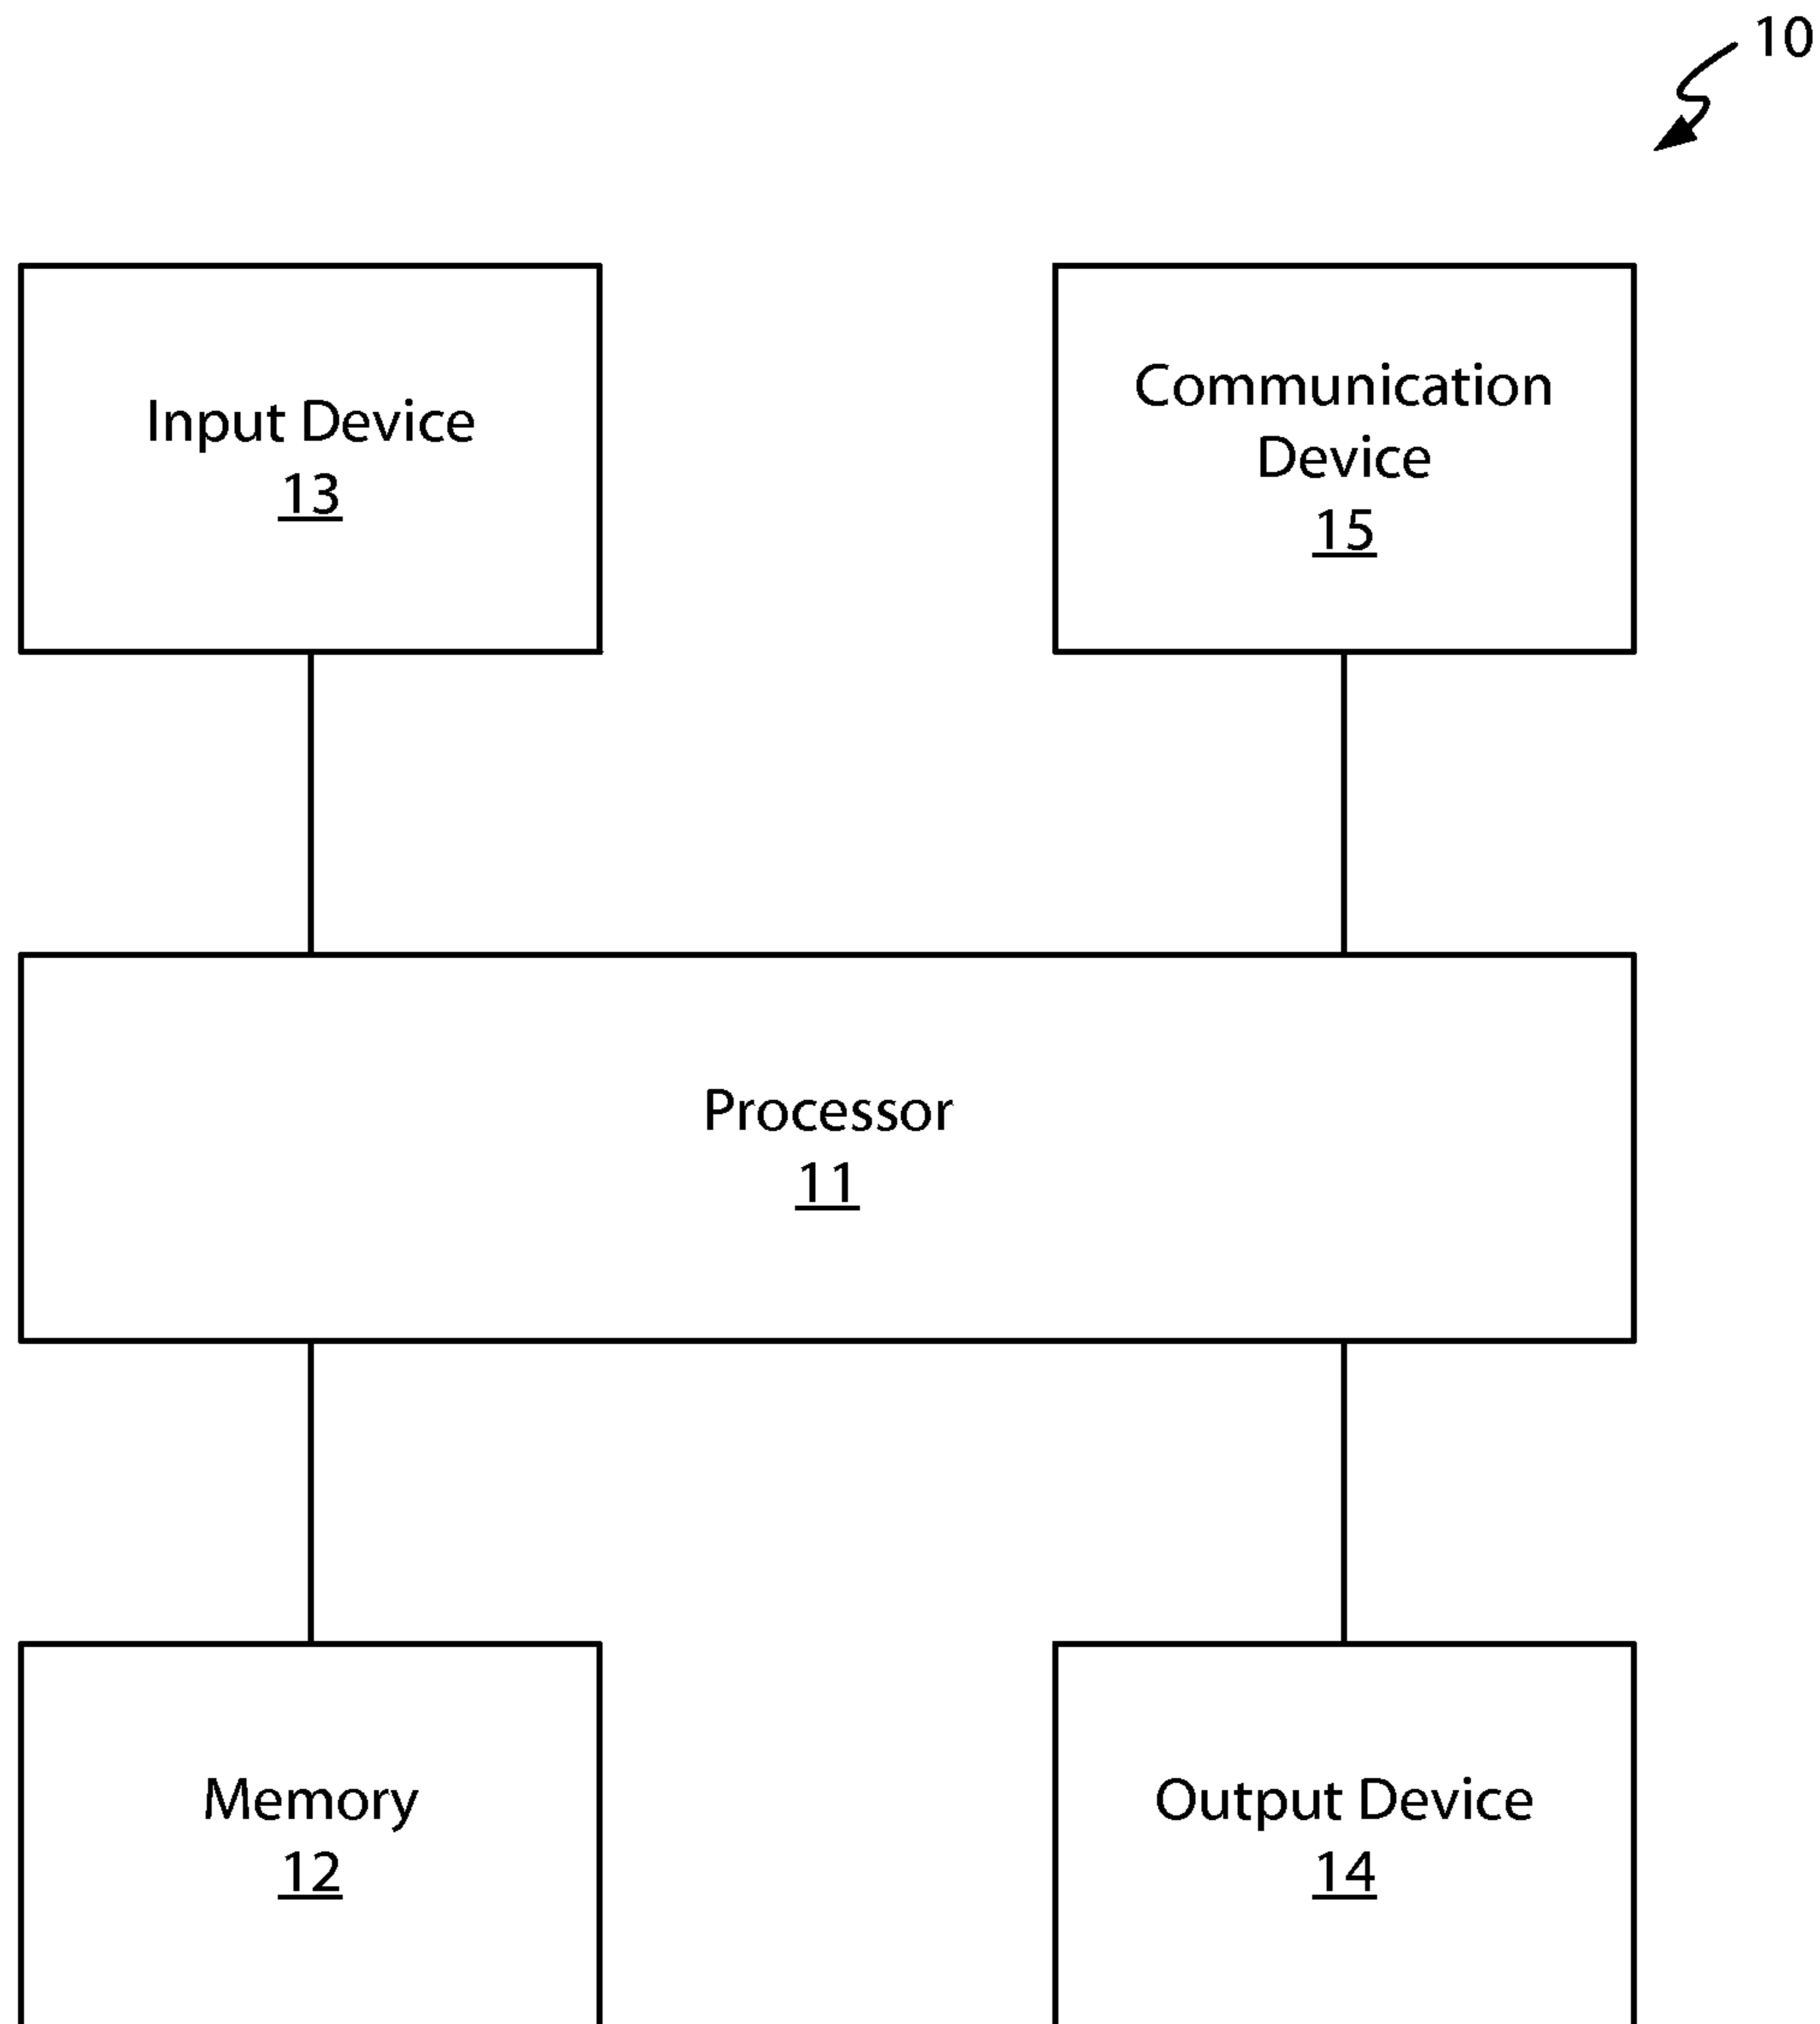 10
Input Device
13
Communication
Device
15
Processor
11
Memory
12
Output Device
14